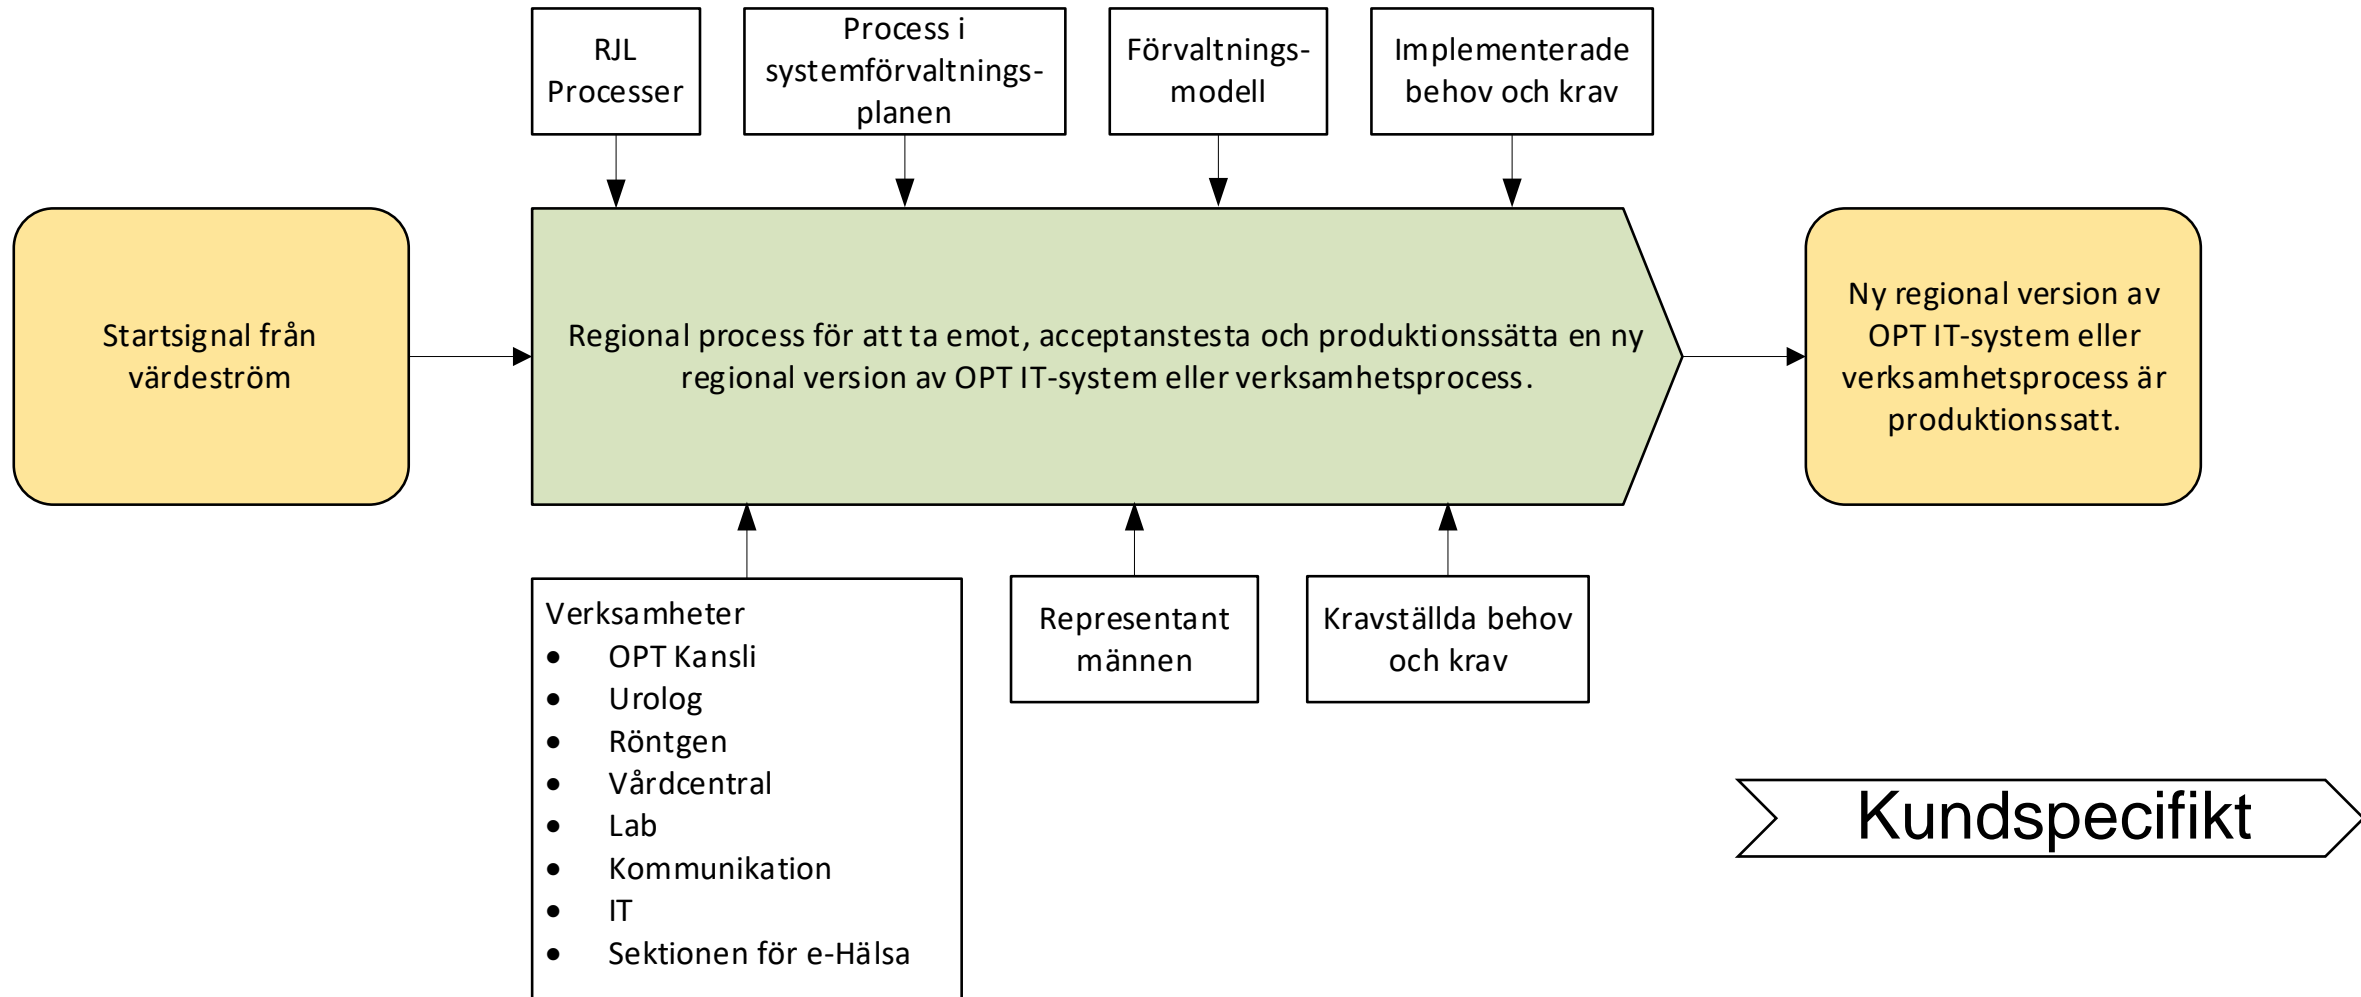 RJL
Processer
Process i
systemförvaltnings-
planen
Förvaltnings-
modell
Implementerade
behov och krav
Startsignal från
värdeström
Regional process för att ta emot, acceptanstesta och produktionssätta en ny
regional version av OPT IT-system eller verksamhetsprocess.
Ny regional version av
OPT IT-system eller
verksamhetsprocess är
produktionssatt.
Verksamheter
• OPT Kansli
• Urolog
• Röntgen
• Vårdcentral
• Lab
• Kommunikation
• IT
• Sektionen för e-Hälsa
Representant
männen
Kravställda behov
och krav
Kundspecifikt